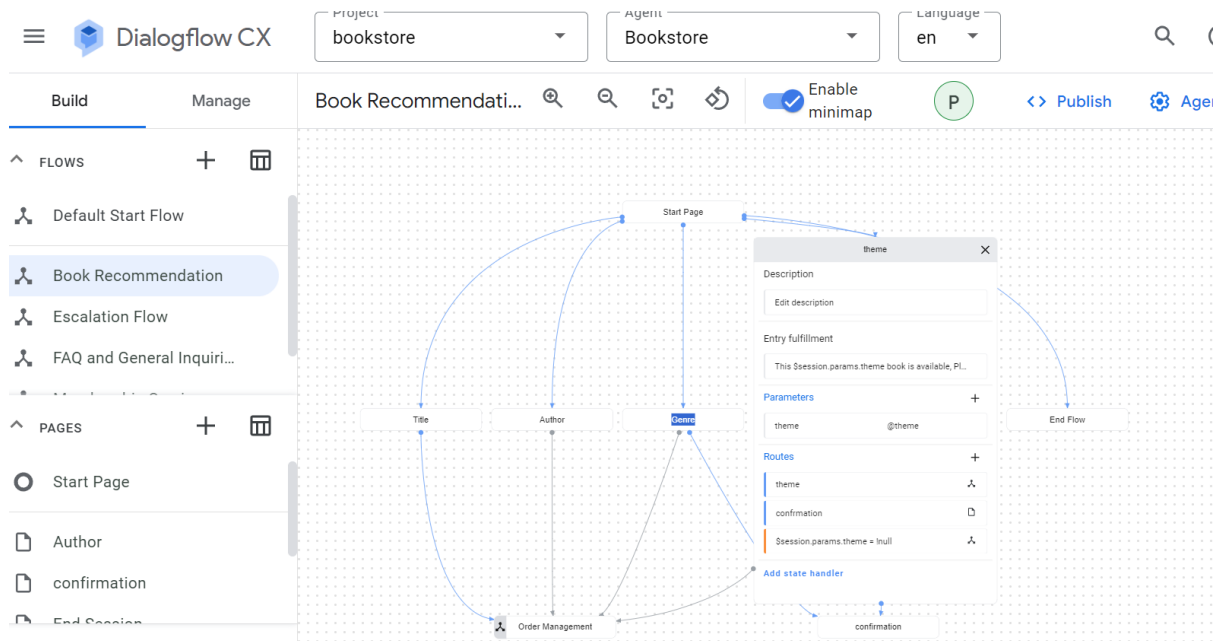 Project
Agent
Language
Dialogflow CX
bookstore
Bookstore
en
Build
Manage
Book Recommendati...
Enable
minimap
P
Publish
FLOWS
Default Start Flow
Book Recommendation
Escalation Flow
FAQ and General Inquiri...
PAGES
Start Page
Author
confirmation
End Session
Start Page
theme
Description
Edit description
Entry fulfillment
This $session.params.theme book is available, Pl...
Parameters
theme
@theme
Routes
theme
confirmation
$session.params.theme = !null
Add state handler
Title
Author
Genre
End Flow
Order Management
confirmation